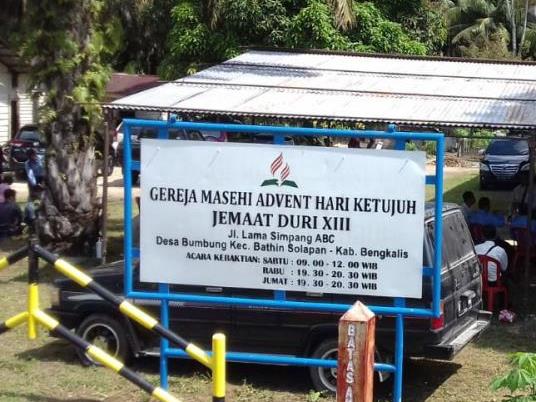 GEREJA MASEHI ADVENT HARI KETUJUH
JEMAAT DURI XIII
Jl. Lama Simpang ABC
Desa Bumbung Kec. Bathin Solapan - Kab. Bengkalis
ACARA KEBAKTIAN: SABTU : 09.00 - 12.00 WIB
RABU : 19.30 - 20.30 WIB
JUMAT : 19.30 - 20.30 WIB
BATAS A